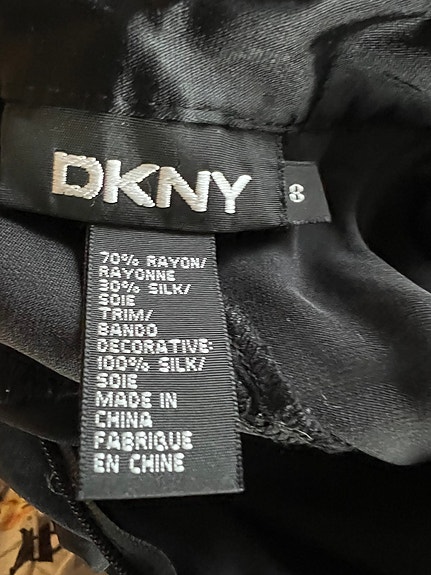 DKNY
8
70% RAYON/
RAYONNE
30% SILK/
SOIE
TRIM/
BANDO
DECORATIVE:
100% SILK/
SOIE
MADE IN
CHINA
FABRIQUE
EN CHINE